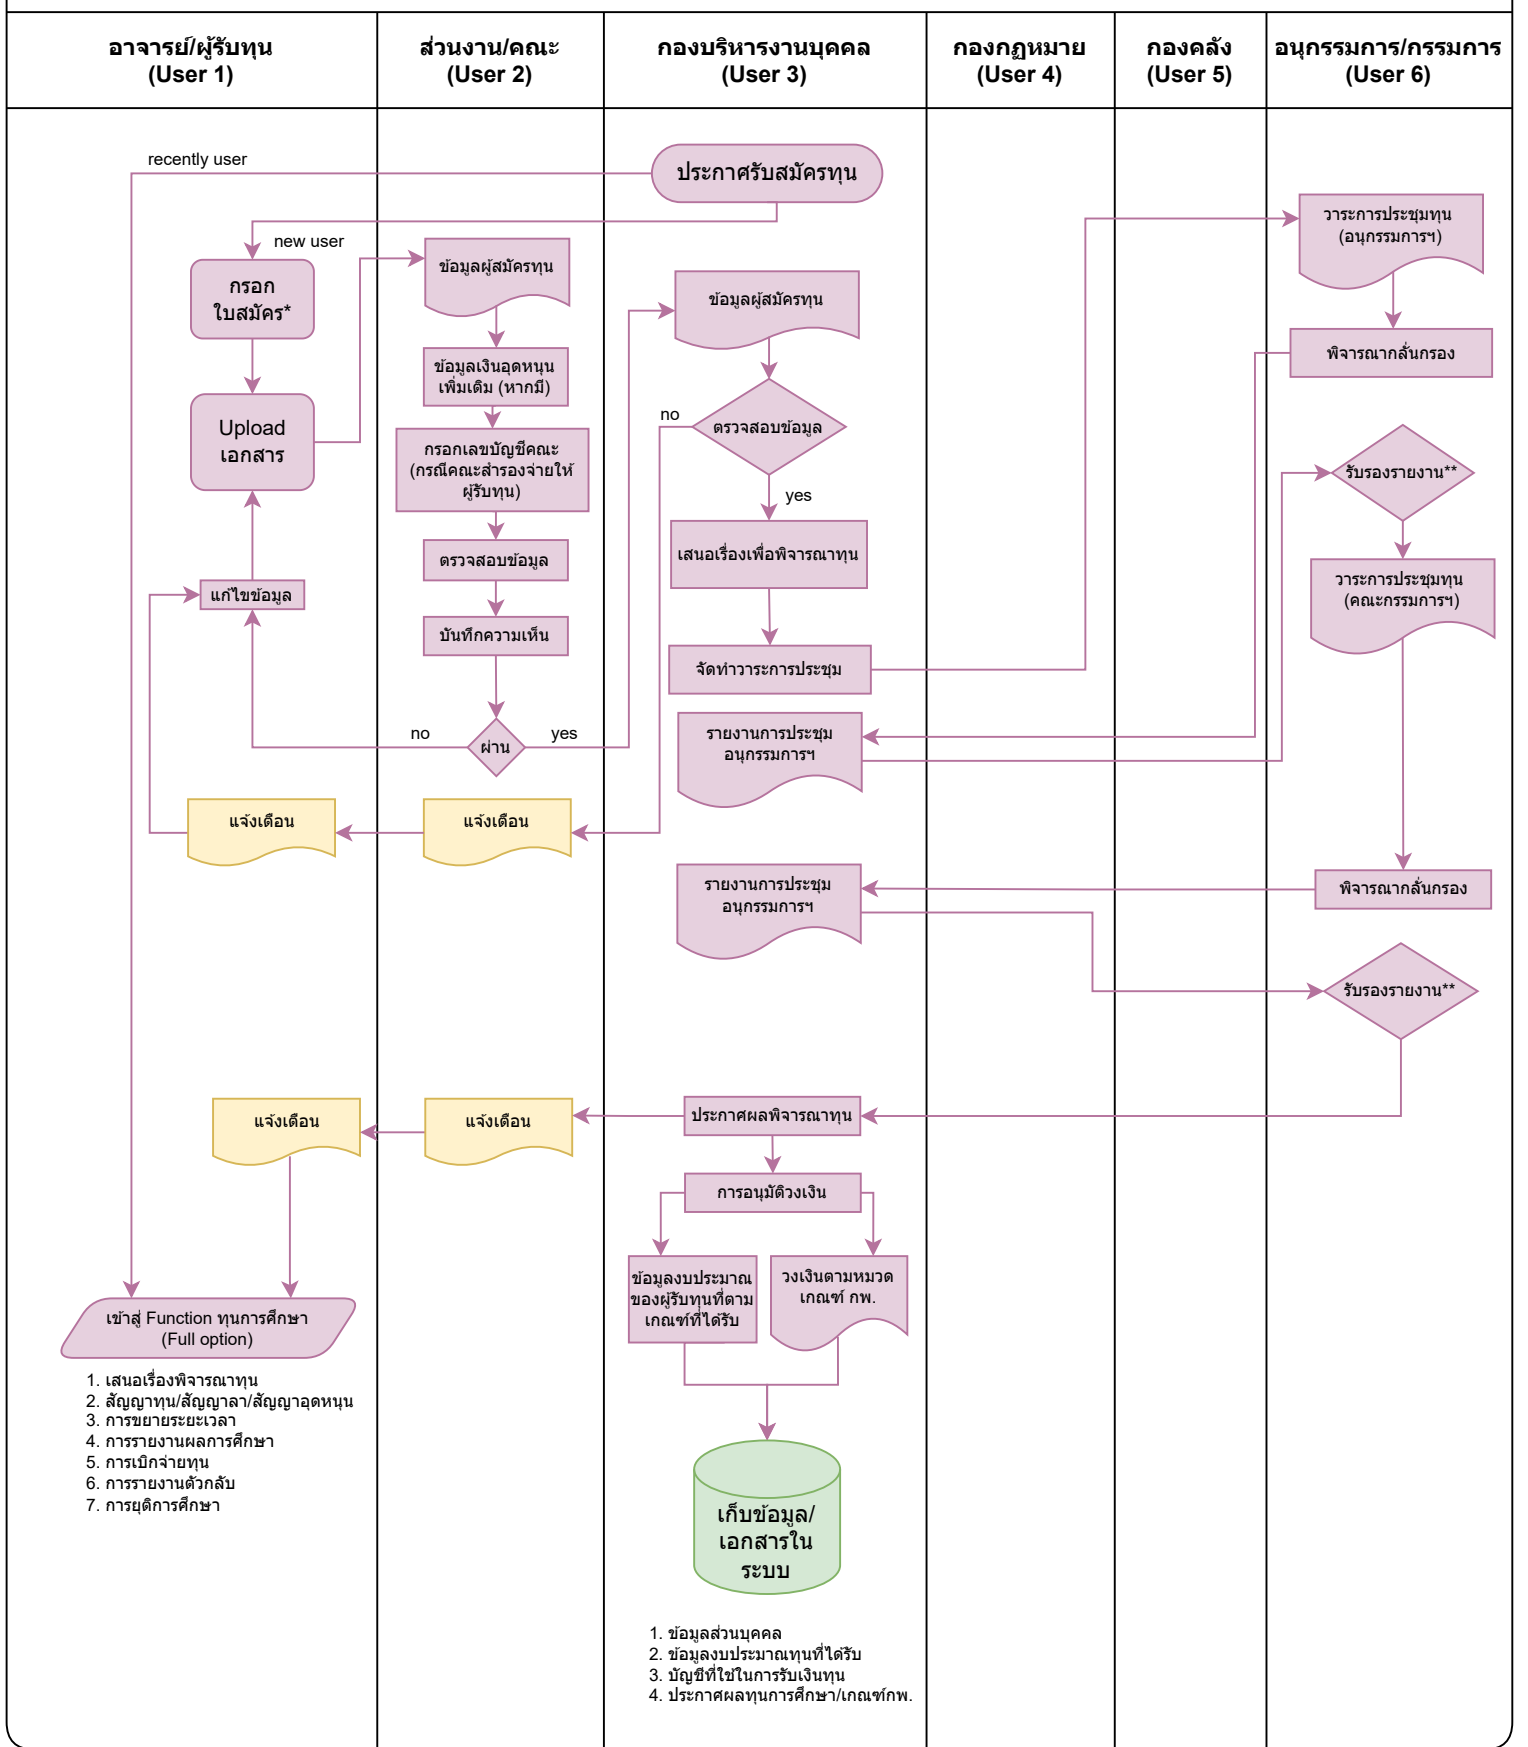 อาจารย์/ผู้รับทุน
(User 1)
ส่วนงาน/คณะ
(User 2)
กองบริหารงานบุคคล
(User 3)
กองกฏหมาย
(User 4)
กองคลัง
(User 5)
อนุกรรมการ/กรรมการ
(User 6)
recently user
ประกาศรับสมัครทุน
new user
กรอก
ใบสมัคร*
Upload
เอกสาร
แก้ไขข้อมูล
ข้อมูลผู้สมัครทุน
ข้อมูลเงินอุดหนุน
เพิ่มเดิม (หากมี)
กรอกเลขบัญชีคณะ
(กรณีคณะสำรองจ่ายให้
ผู้รับทุน)
ตรวจสอบข้อมูล
บันทึกความเห็น
no
ผ่าน
yes
ข้อมูลผู้สมัครทุน
no
ตรวจสอบข้อมูล
yes
เสนอเรื่องเพื่อพิจารณาทุน
จัดทำวาระการประชุม
วาระการประชุมทุน
(อนุกรรมการฯ)
พิจารณากลั่นกรอง
รายงานการประชุม
อนุกรรมการฯ
รับรองรายงาน**
วาระการประชุมทุน
(คณะกรรมการฯ)
แจ้งเตือน
แจ้งเตือน
พิจารณากลั่นกรอง
รายงานการประชุม
อนุกรรมการฯ
รับรองรายงาน**
แจ้งเตือน
แจ้งเตือน
ประกาศผลพิจารณาทุน
การอนุมัติวงเงิน
ข้อมูลงบประมาณ
ของผู้รับทุนที่ตาม
เกณฑ์ที่ได้รับ
วงเงินตามหมวด
เกณฑ์ กพ.
เข้าสู่ Function ทุนการศึกษา
(Full option)
1. เสนอเรื่องพิจารณาทุน
2. สัญญาทุน/สัญญาลา/สัญญาอุดหนุน
3. การขยายระยะเวลา
4. การรายงานผลการศึกษา
5. การเบิกจ่ายทุน
6. การรายงานตัวกลับ
7. การยุติการศึกษา
เก็บข้อมูล/
เอกสารใน
ระบบ
1. ข้อมูลส่วนบุคคล
2. ข้อมูลงบประมาณทุนที่ได้รับ
3. บัญชีที่ใช้ในการรับเงินทุน
4. ประกาศผลทุนการศึกษา/เกณฑ์กพ.